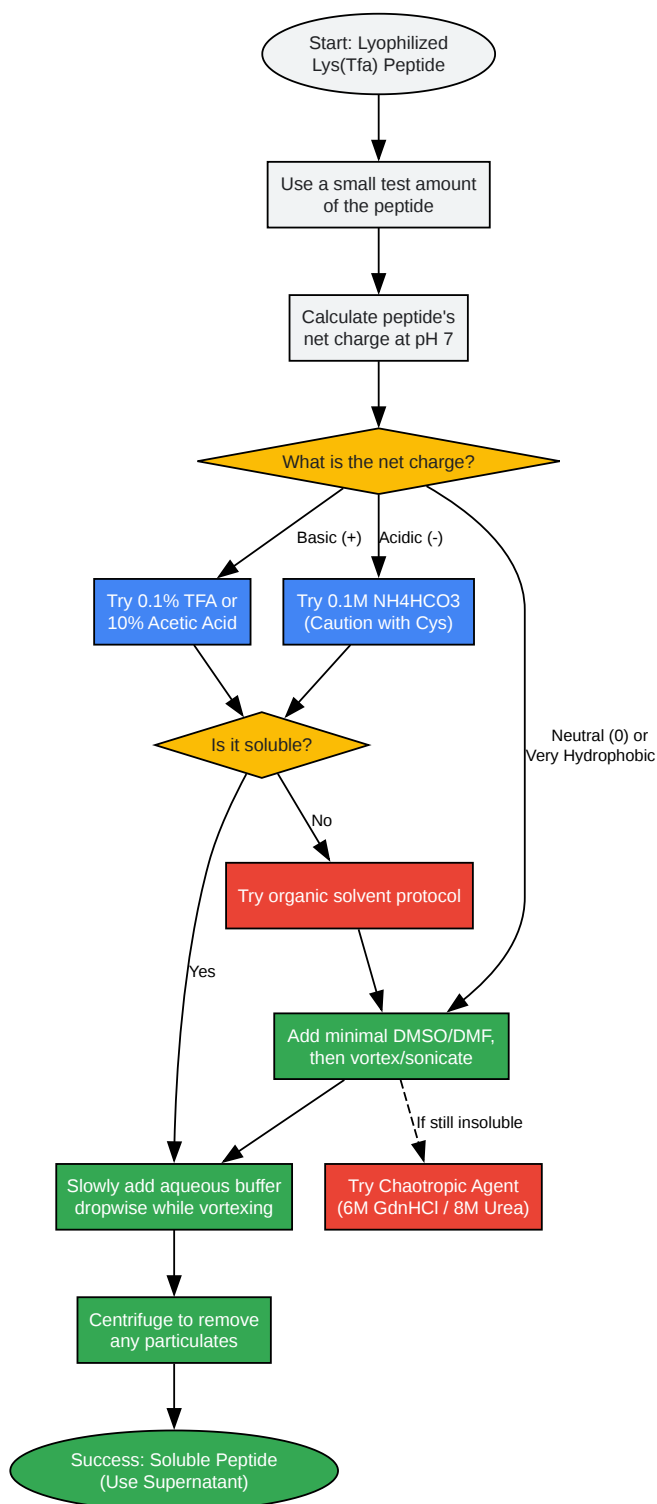 Start: Lyophilized
Lys(Tfa) Peptide
Use a small test amount
of the peptide
Calculate peptide's
net charge at pH 7
What is the net charge?
Basic (+)
Acidic (-)
Try 0.1% TFA or
10% Acetic Acid
Try 0.1M NH4HCO3
(Caution with Cys)
Neutral (0) or
Very Hydrophobic
Is it soluble?
No
Try organic solvent protocol
Yes
Add minimal DMSO/DMF,
then vortex/sonicate
If still insoluble
Slowly add aqueous buffer
dropwise while vortexing
Try Chaotropic Agent
(6M GdnHCl / 8M Urea)
Centrifuge to remove
any particulates
Success: Soluble Peptide
(Use Supernatant)